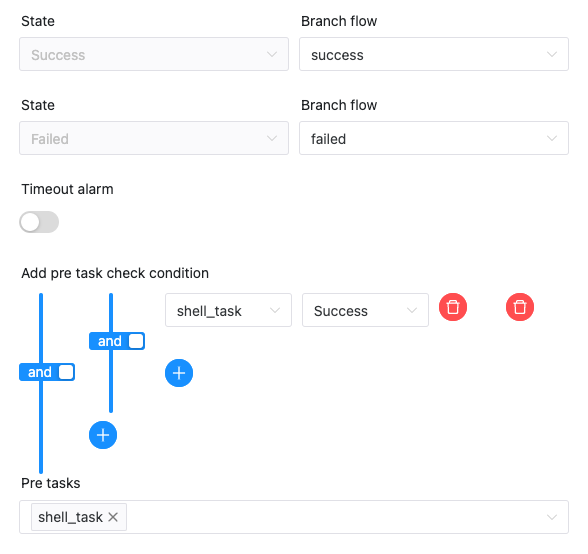 State Branch flow
Success success
State Branch flow
Failed failed
Timeout alarm
Add pre task check condition
shell_task Success
and
and
Pre tasks
shell_task